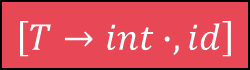 [T → int ·, id]